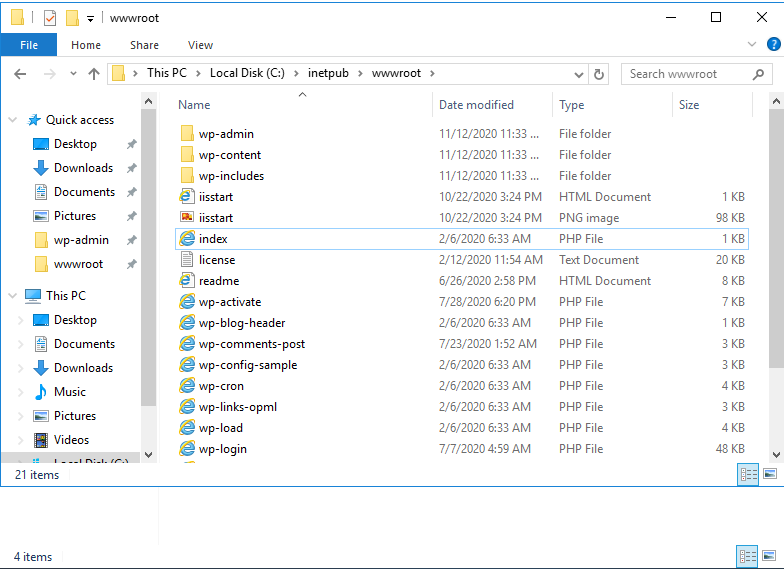 wwwroot
File Home Share View
This PC Local Disk (C:) inetpub wwwroot Search wwwroot
Name Date modified Type Size
Quick access
Desktop
Downloads
Documents
Pictures
wp-admin
wwwroot
This PC
Desktop
Documents
Downloads
Music
Pictures
Videos
Local Disk (C:)
wp-admin 11/12/2020 11:33 ... File folder
wp-content 11/12/2020 11:33 ... File folder
wp-includes 11/12/2020 11:33 ... File folder
iisstart 10/22/2020 3:24 PM HTML Document 1 KB
iisstart 10/22/2020 3:24 PM PNG image 98 KB
index 2/6/2020 6:33 AM PHP File 1 KB
license 2/12/2020 11:54 AM Text Document 20 KB
readme 6/26/2020 2:58 PM HTML Document 8 KB
wp-activate 7/28/2020 6:20 PM PHP File 7 KB
wp-blog-header 2/6/2020 6:33 AM PHP File 1 KB
wp-comments-post 7/23/2020 1:52 AM PHP File 3 KB
wp-config-sample 2/6/2020 6:33 AM PHP File 3 KB
wp-cron 2/6/2020 6:33 AM PHP File 4 KB
wp-links-opml 2/6/2020 6:33 AM PHP File 3 KB
wp-load 2/6/2020 6:33 AM PHP File 4 KB
wp-login 7/7/2020 4:59 AM PHP File 48 KB
21 items
4 items